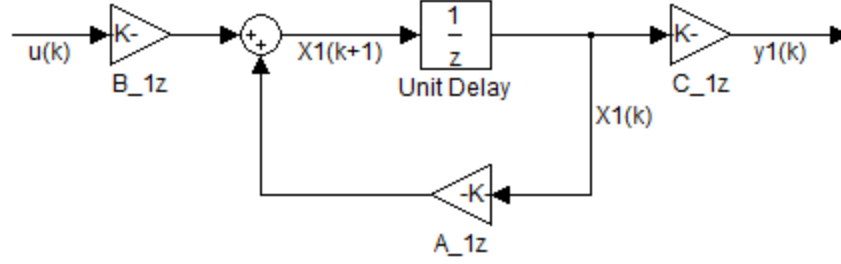 K-
u(k)
B_1z
++
X1(k+1)
1
z
Unit Delay
K-
y1(k)
C_1z
X1(k)
-K-
A_1z